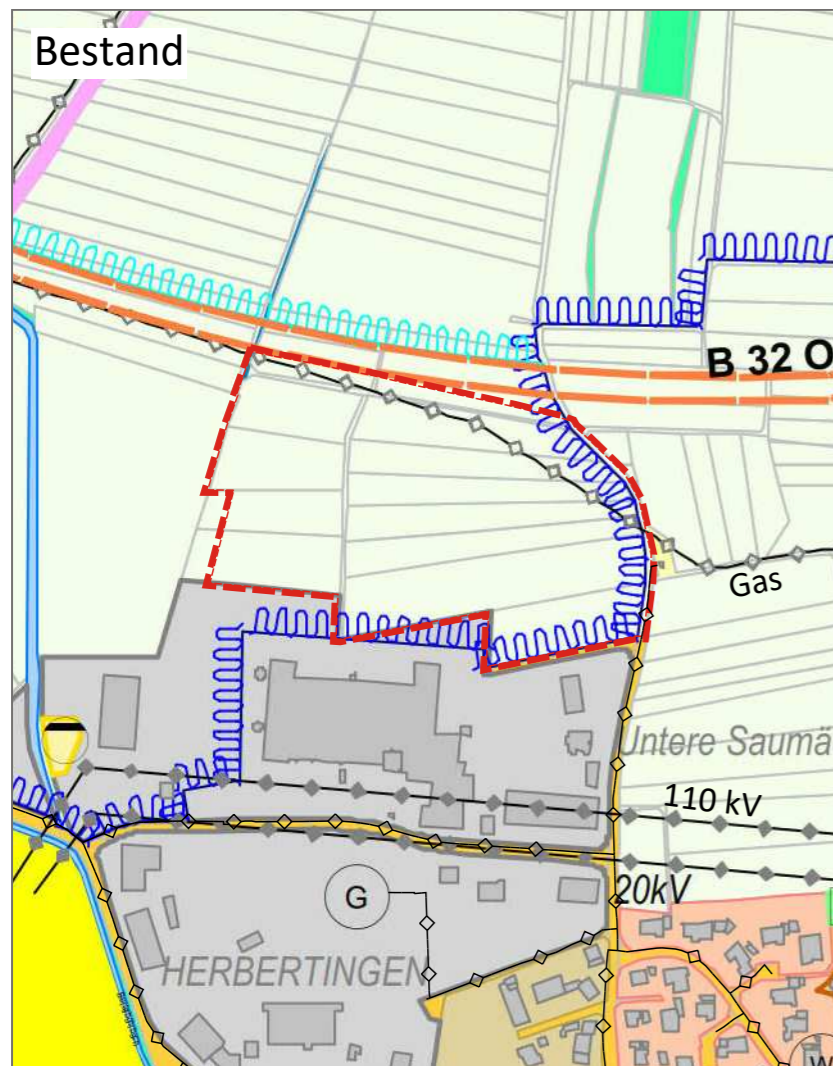 Bestand
B 32 O
Gas
Untere Saumä
110 kV
20kV
G
HERBERTINGEN
W